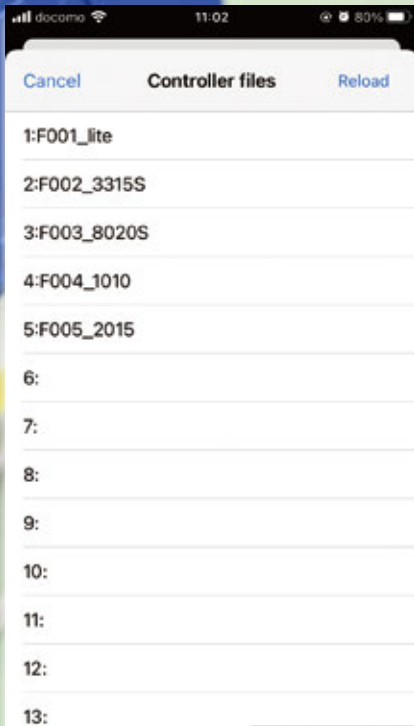 docomo 11:02 80%
Cancel Controller files Reload
1:F001_lite
2:F002_3315S
3:F003_8020S
4:F004_1010
5:F005_2015
6:
7:
8:
9:
10:
11:
12:
13: